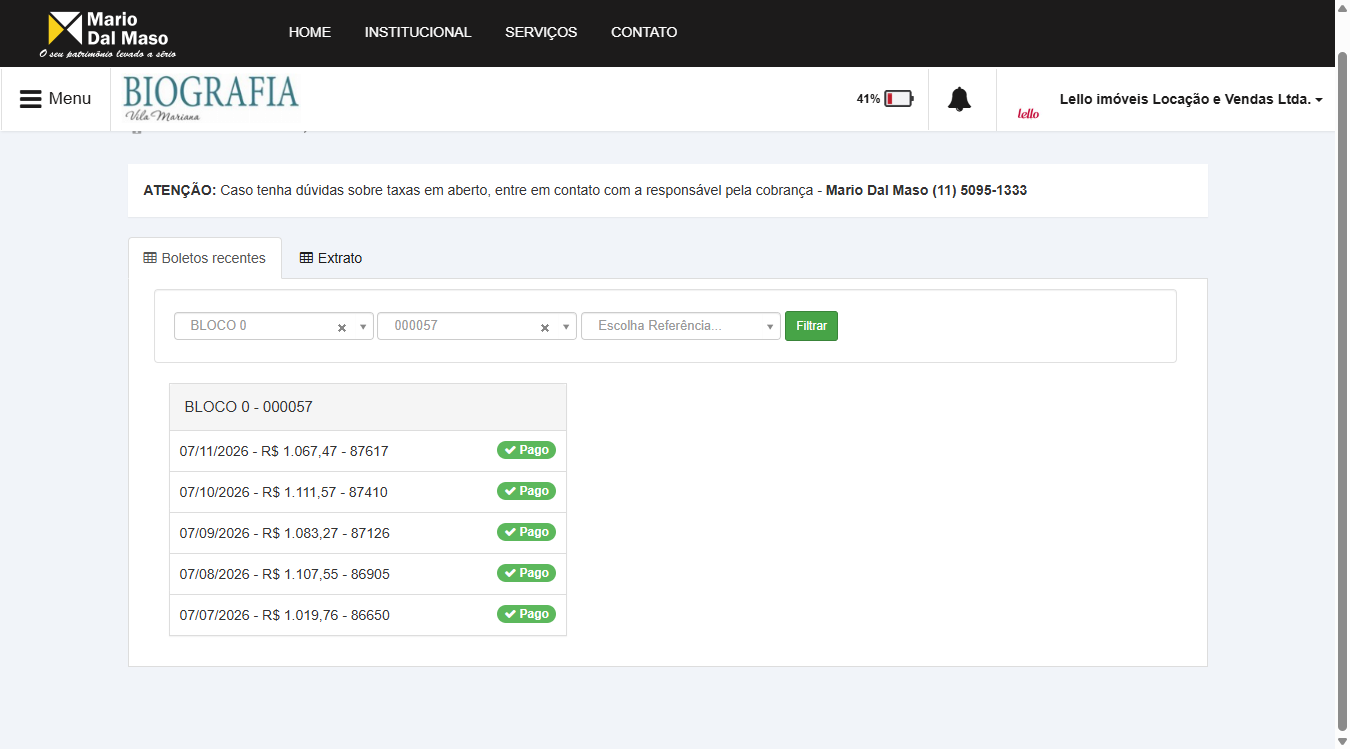 Mario
Dal Maso
O seu patrimônio levado a sério
HOME INSTITUCIONAL SERVIÇOS CONTATO
Menu
BIOGRAFIA
Vila Mariana
41%
lello
Lello imóveis Locação e Vendas Ltda.
ATENÇÃO: Caso tenha dúvidas sobre taxas em aberto, entre em contato com a responsável pela cobrança - Mario Dal Maso (11) 5095-1333
Boletos recentes Extrato
BLOCO 0 000057 Escolha Referência... Filtrar
BLOCO 0 - 000057
07/11/2026 - R$ 1.067,47 - 87617 Pago
07/10/2026 - R$ 1.111,57 - 87410 Pago
07/09/2026 - R$ 1.083,27 - 87126 Pago
07/08/2026 - R$ 1.107,55 - 86905 Pago
07/07/2026 - R$ 1.019,76 - 86650 Pago